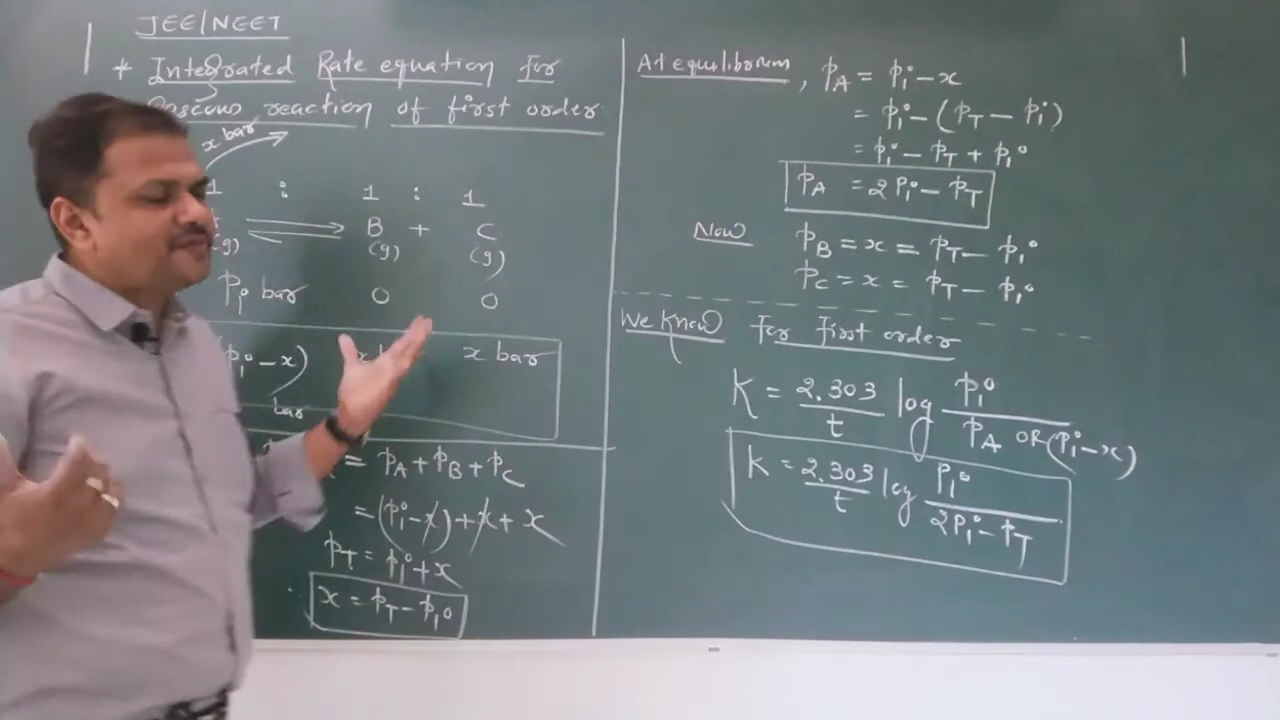 JEE/NEET
* Integrated Rate equation for
Gaseous reaction of first order
x bar
1 : 1 : 1
⇌ B + C
(g) (g) (g)
Pi° bar 0 0
(Pi° - x) x bar
bar
= PA + PB + PC
= (Pi° - x) + x + x
PT = Pi° + x
x = PT - Pi°
At equilibrium, PA = Pi° - x
= Pi° - (PT - Pi°)
= Pi° - PT + Pi°
PA = 2Pi° - PT
Now PB = x = PT - Pi°
PC = x = PT - Pi°
We Know for first order
K = 2.303/t log Pi°/PA OR (Pi° - x)
K = 2.303/t log Pi°/2Pi° - PT